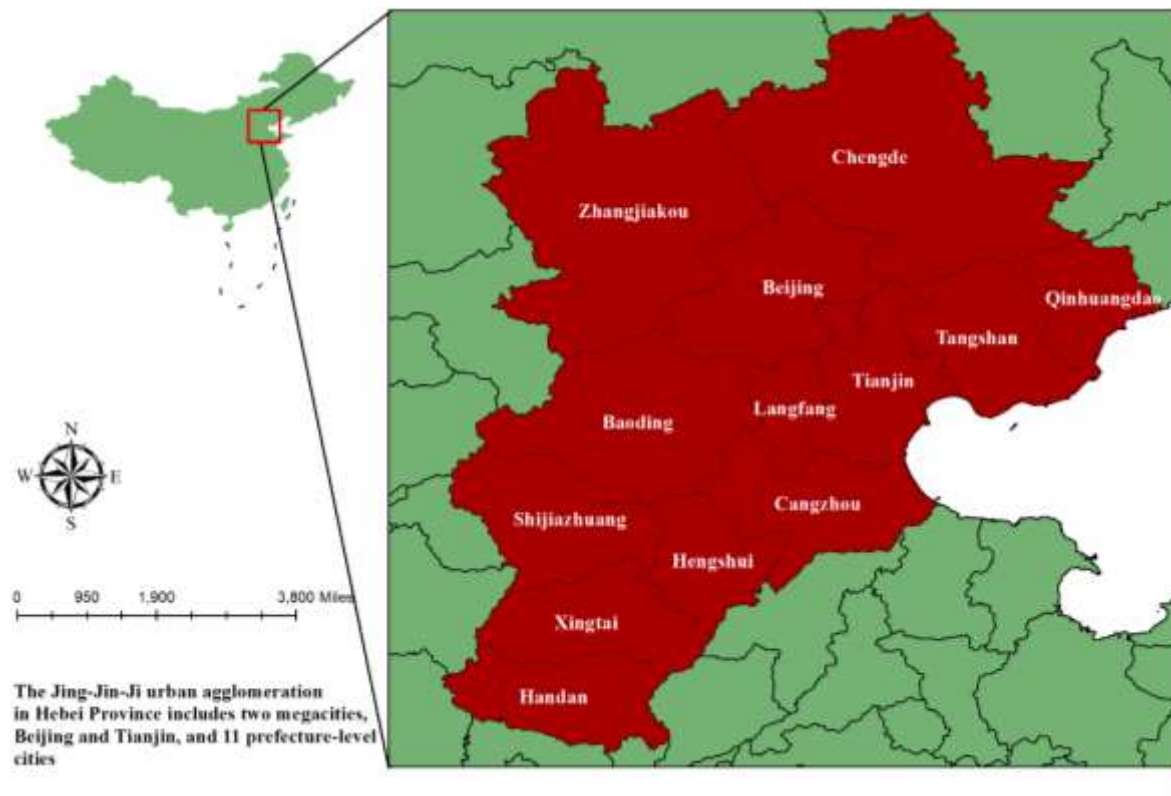 Chengde
Zhangjiakou
Beijing
Qinhuangdao
Tangshan
Tianjin
Langfang
Baoding
Cangzhou
Shijiazhuang
Hengshui
Xingtai
Handan
N
W E
S
0 950 1,900 3,800 Miles
The Jing-Jin-Ji urban agglomeration
in Hebei Province includes two megacities,
Beijing and Tianjin, and 11 prefecture-level
cities